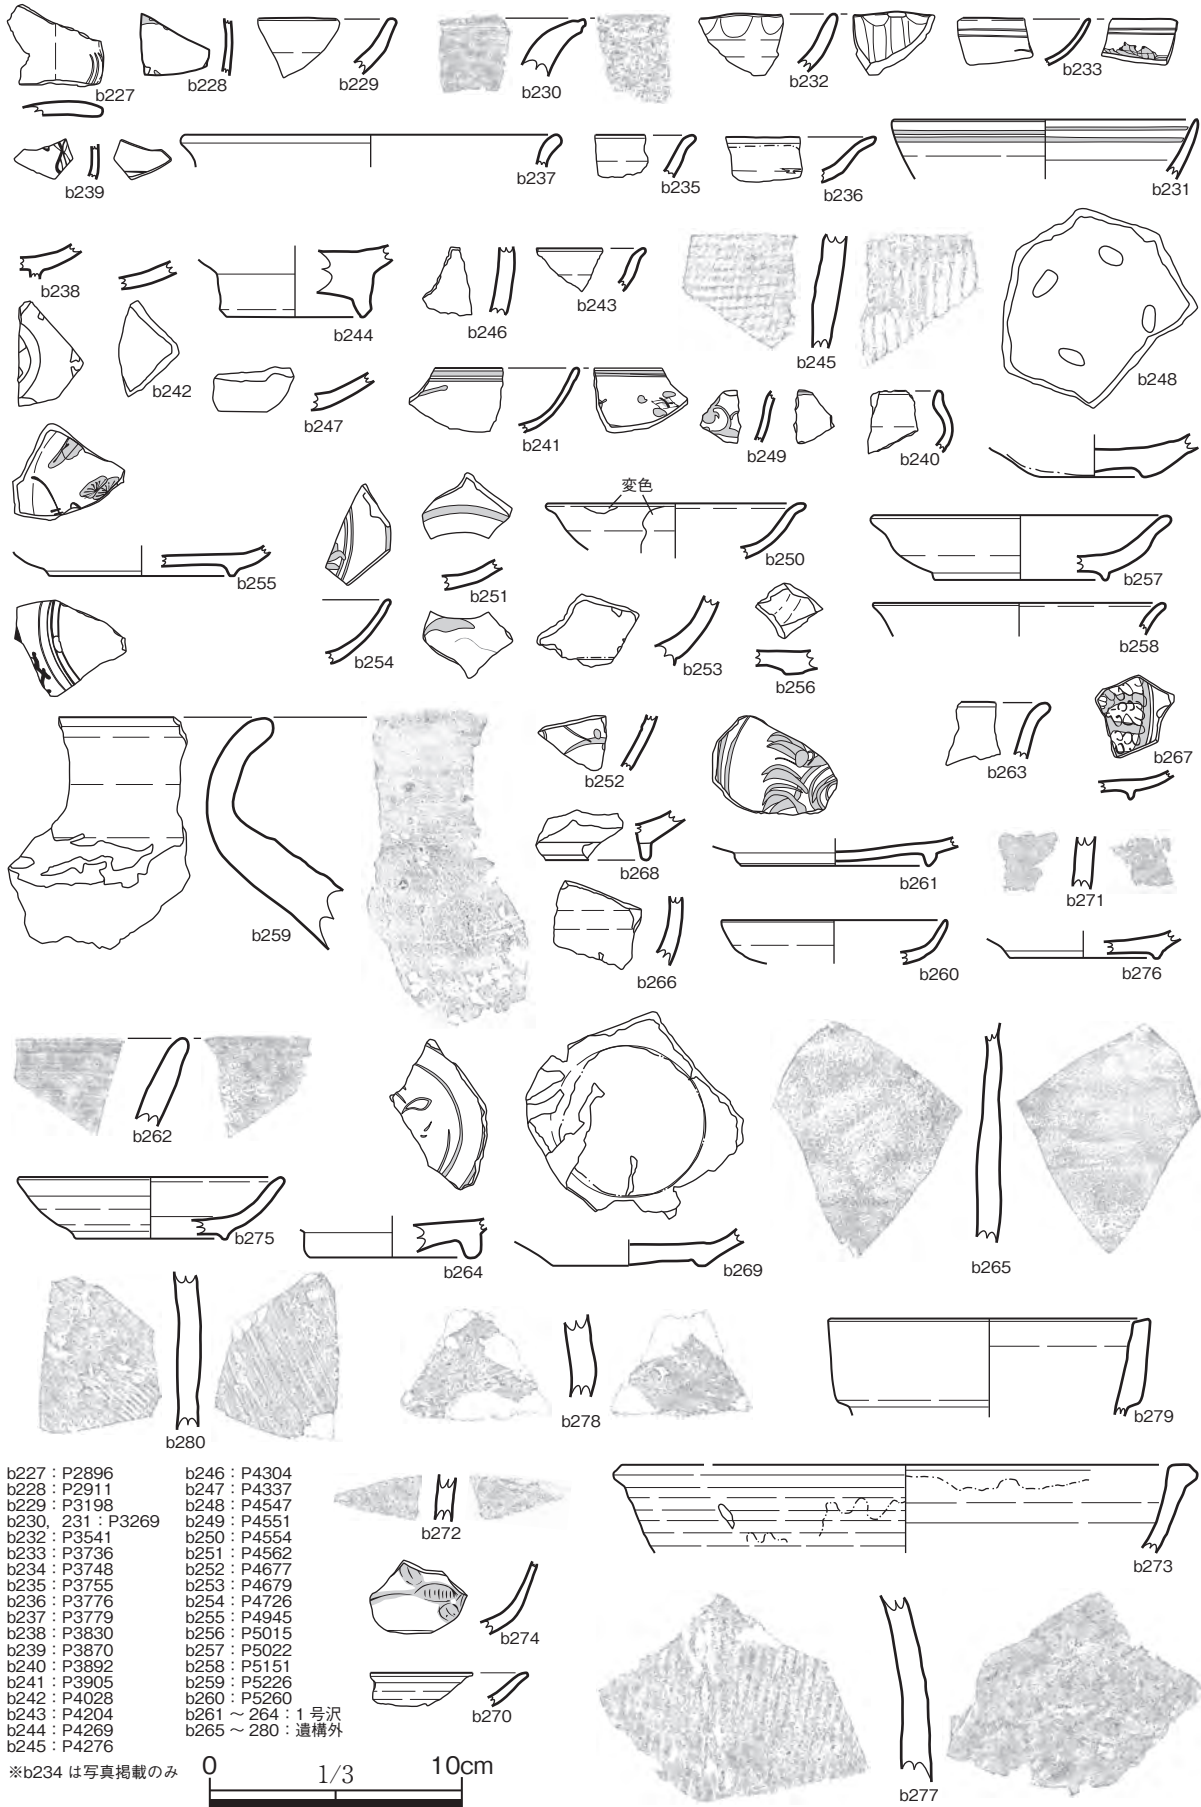 b227
b228
b229
b230
b232
b233
b239
b237
b235
b236
b231
b238
b242
b244
b246
b243
b245
b248
b247
b241
b249
b240
変色
b250
b255
b251
b254
b253
b256
b257
b258
b259
b252
b263
b267
b268
b261
b271
b266
b260
b276
b262
b264
b269
b265
b275
b280
b278
b279
b272
b273
b274
b270
b277
b227：P2896
b228：P2911
b229：P3198
b230，231：P3269
b232：P3541
b233：P3736
b234：P3748
b235：P3755
b236：P3776
b237：P3779
b238：P3830
b239：P3870
b240：P3892
b241：P3905
b242：P4028
b243：P4204
b244：P4269
b245：P4276
b246：P4304
b247：P4337
b248：P4547
b249：P4551
b250：P4554
b251：P4562
b252：P4677
b253：P4679
b254：P4726
b255：P4945
b256：P5015
b257：P5022
b258：P5151
b259：P5226
b260：P5260
b261～264：1号沢
b265～280：遺構外
※b234は写真掲載のみ
0 1/3 10cm